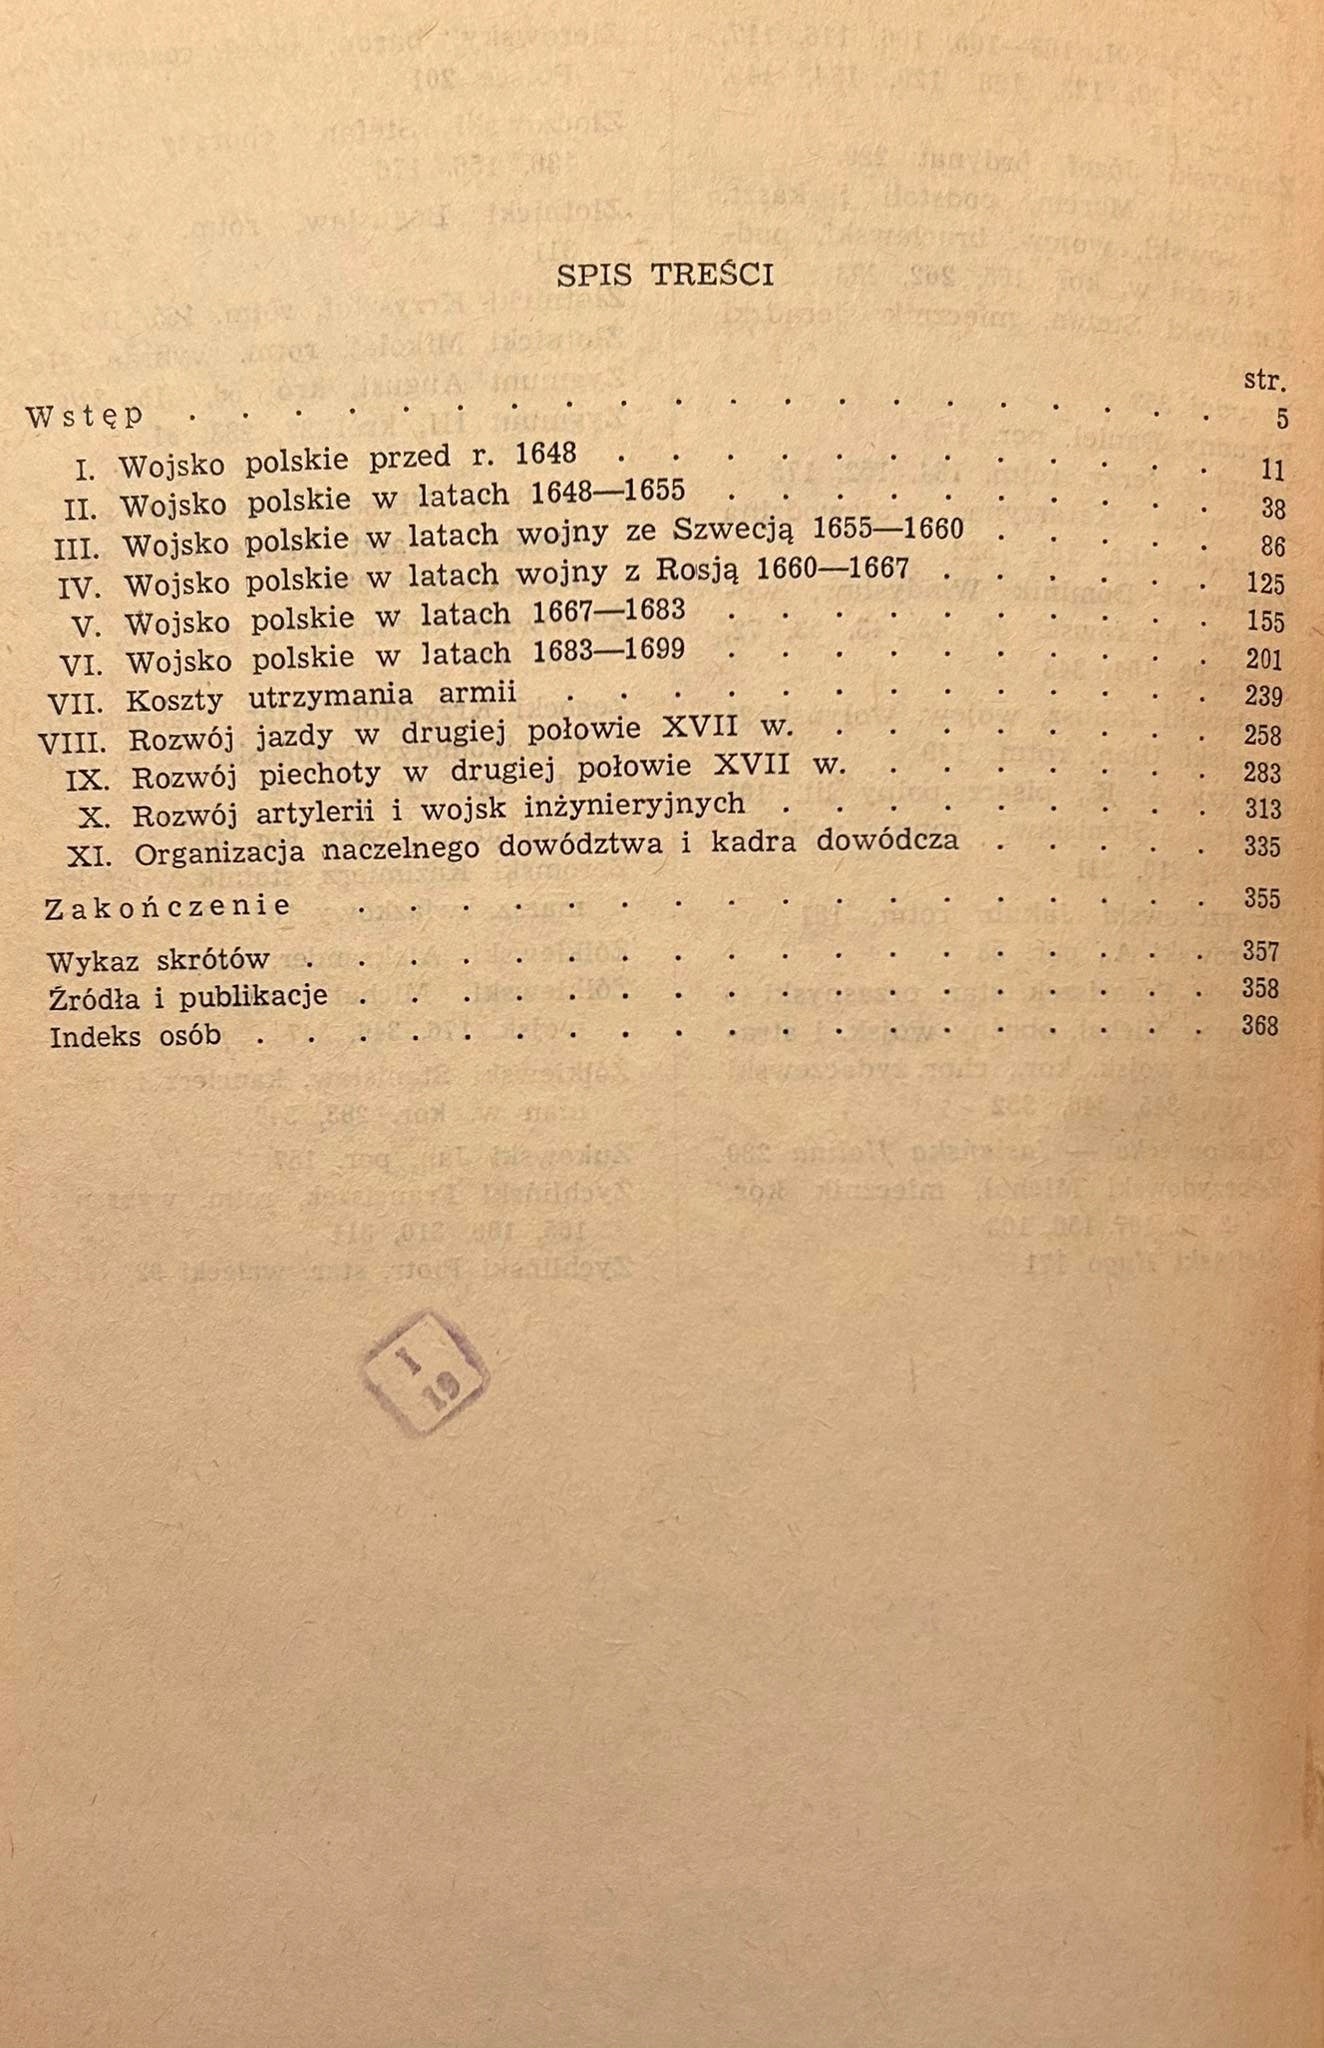 SPIS TREŚCI
str.
Wstęp . . . . . . . . . . . . . . . . . . . . 5
I. Wojsko polskie przed r. 1648 . . . . . . . . . . . . 11
II. Wojsko polskie w latach 1648—1655 . . . . . . . . . . 38
III. Wojsko polskie w latach wojny ze Szwecją 1655—1660 . . . . . 86
IV. Wojsko polskie w latach wojny z Rosją 1660—1667 . . . . . . 125
V. Wojsko polskie w latach 1667—1683 . . . . . . . . . . 155
VI. Wojsko polskie w latach 1683—1699 . . . . . . . . . . 201
VII. Koszty utrzymania armii . . . . . . . . . . . . . 239
VIII. Rozwój jazdy w drugiej połowie XVII w. . . . . . . . . 258
IX. Rozwój piechoty w drugiej połowie XVII w. . . . . . . . 283
X. Rozwój artylerii i wojsk inżynieryjnych . . . . . . . . . 313
XI. Organizacja naczelnego dowództwa i kadra dowódcza . . . . . 335
Zakończenie . . . . . . . . . . . . . . . . . 355
Wykaz skrótów . . . . . . . . . . . . . . . . . . 357
Źródła i publikacje . . . . . . . . . . . . . . . . . 358
Indeks osób . . . . . . . . . . . . . . . . . . . 368
I
19